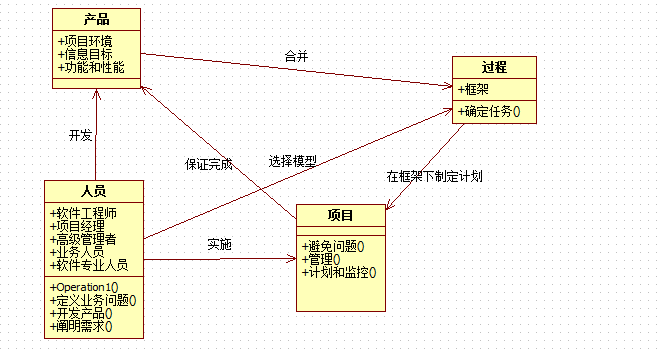 产品
+项目环境
+信息目标
+功能和性能
合并
过程
+框架
+确定任务()
开发
保证完成
选择模型
在框架下制定计划
人员
+软件工程师
+项目经理
+高级管理者
+业务人员
+软件专业人员
+Operation1()
+定义业务问题()
+开发产品()
+阐明需求()
实施
项目
+避免问题()
+管理()
+计划和监控()